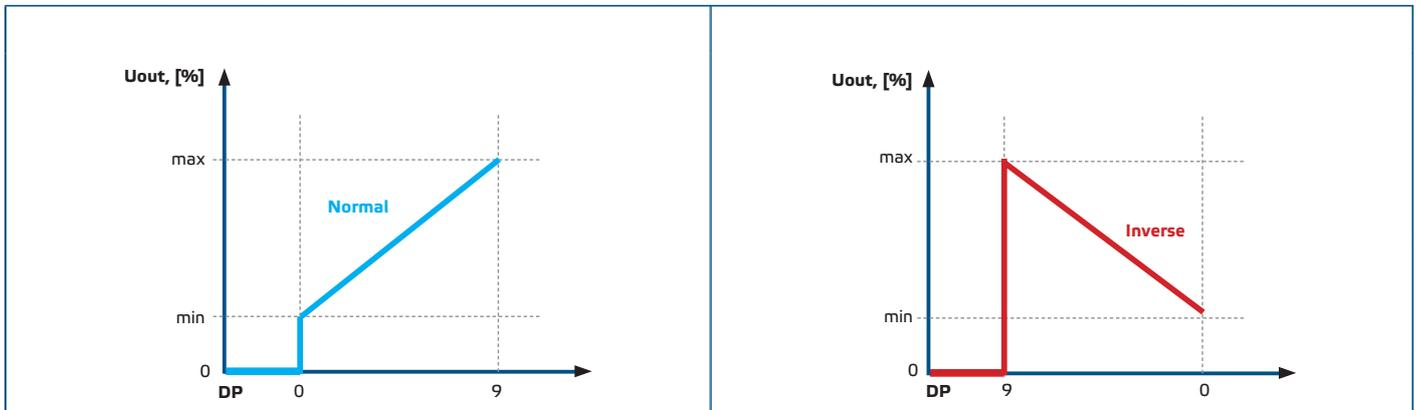 Uout, [%]
max
Normal
min
0
DP 0 9
Uout, [%]
max
Inverse
min
0
DP 9 0